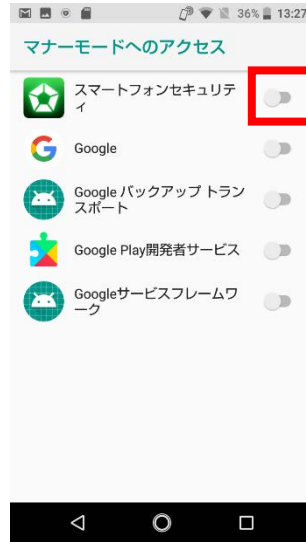 36% 13:27
マナーモードへのアクセス
スマートフォンセキュリテ
ィ
Google
Google バックアップ トラン
スポート
Google Play開発者サービス
Googleサービスフレームワ
ーク